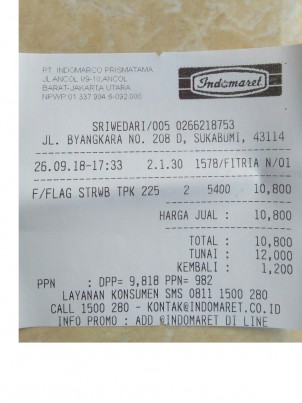 PT. INDOMARCO PRISMATAMA
JL.ANCOL I/9-10,ANCOL
BARAT-JAKARTA UTARA
NPWP:01.337.994.6-092.000
Indomaret
SRIWEDARI/005 0266218753
JL. BYANGKARA NO. 208 D, SUKABUMI, 43114
26.09.18-17:33 2.1.30 1578/FITRIA N/01
F/FLAG STRWB TPK 225 2 5400 10,800
HARGA JUAL : 10,800
TOTAL : 10,800
TUNAI : 12,000
KEMBALI : 1,200
PPN : DPP= 9,818 PPN= 982
LAYANAN KONSUMEN SMS 0811 1500 280
CALL 1500 280 - KONTAK@INDOMARET.CO.ID
INFO PROMO : ADD @INDOMARET DI LINE